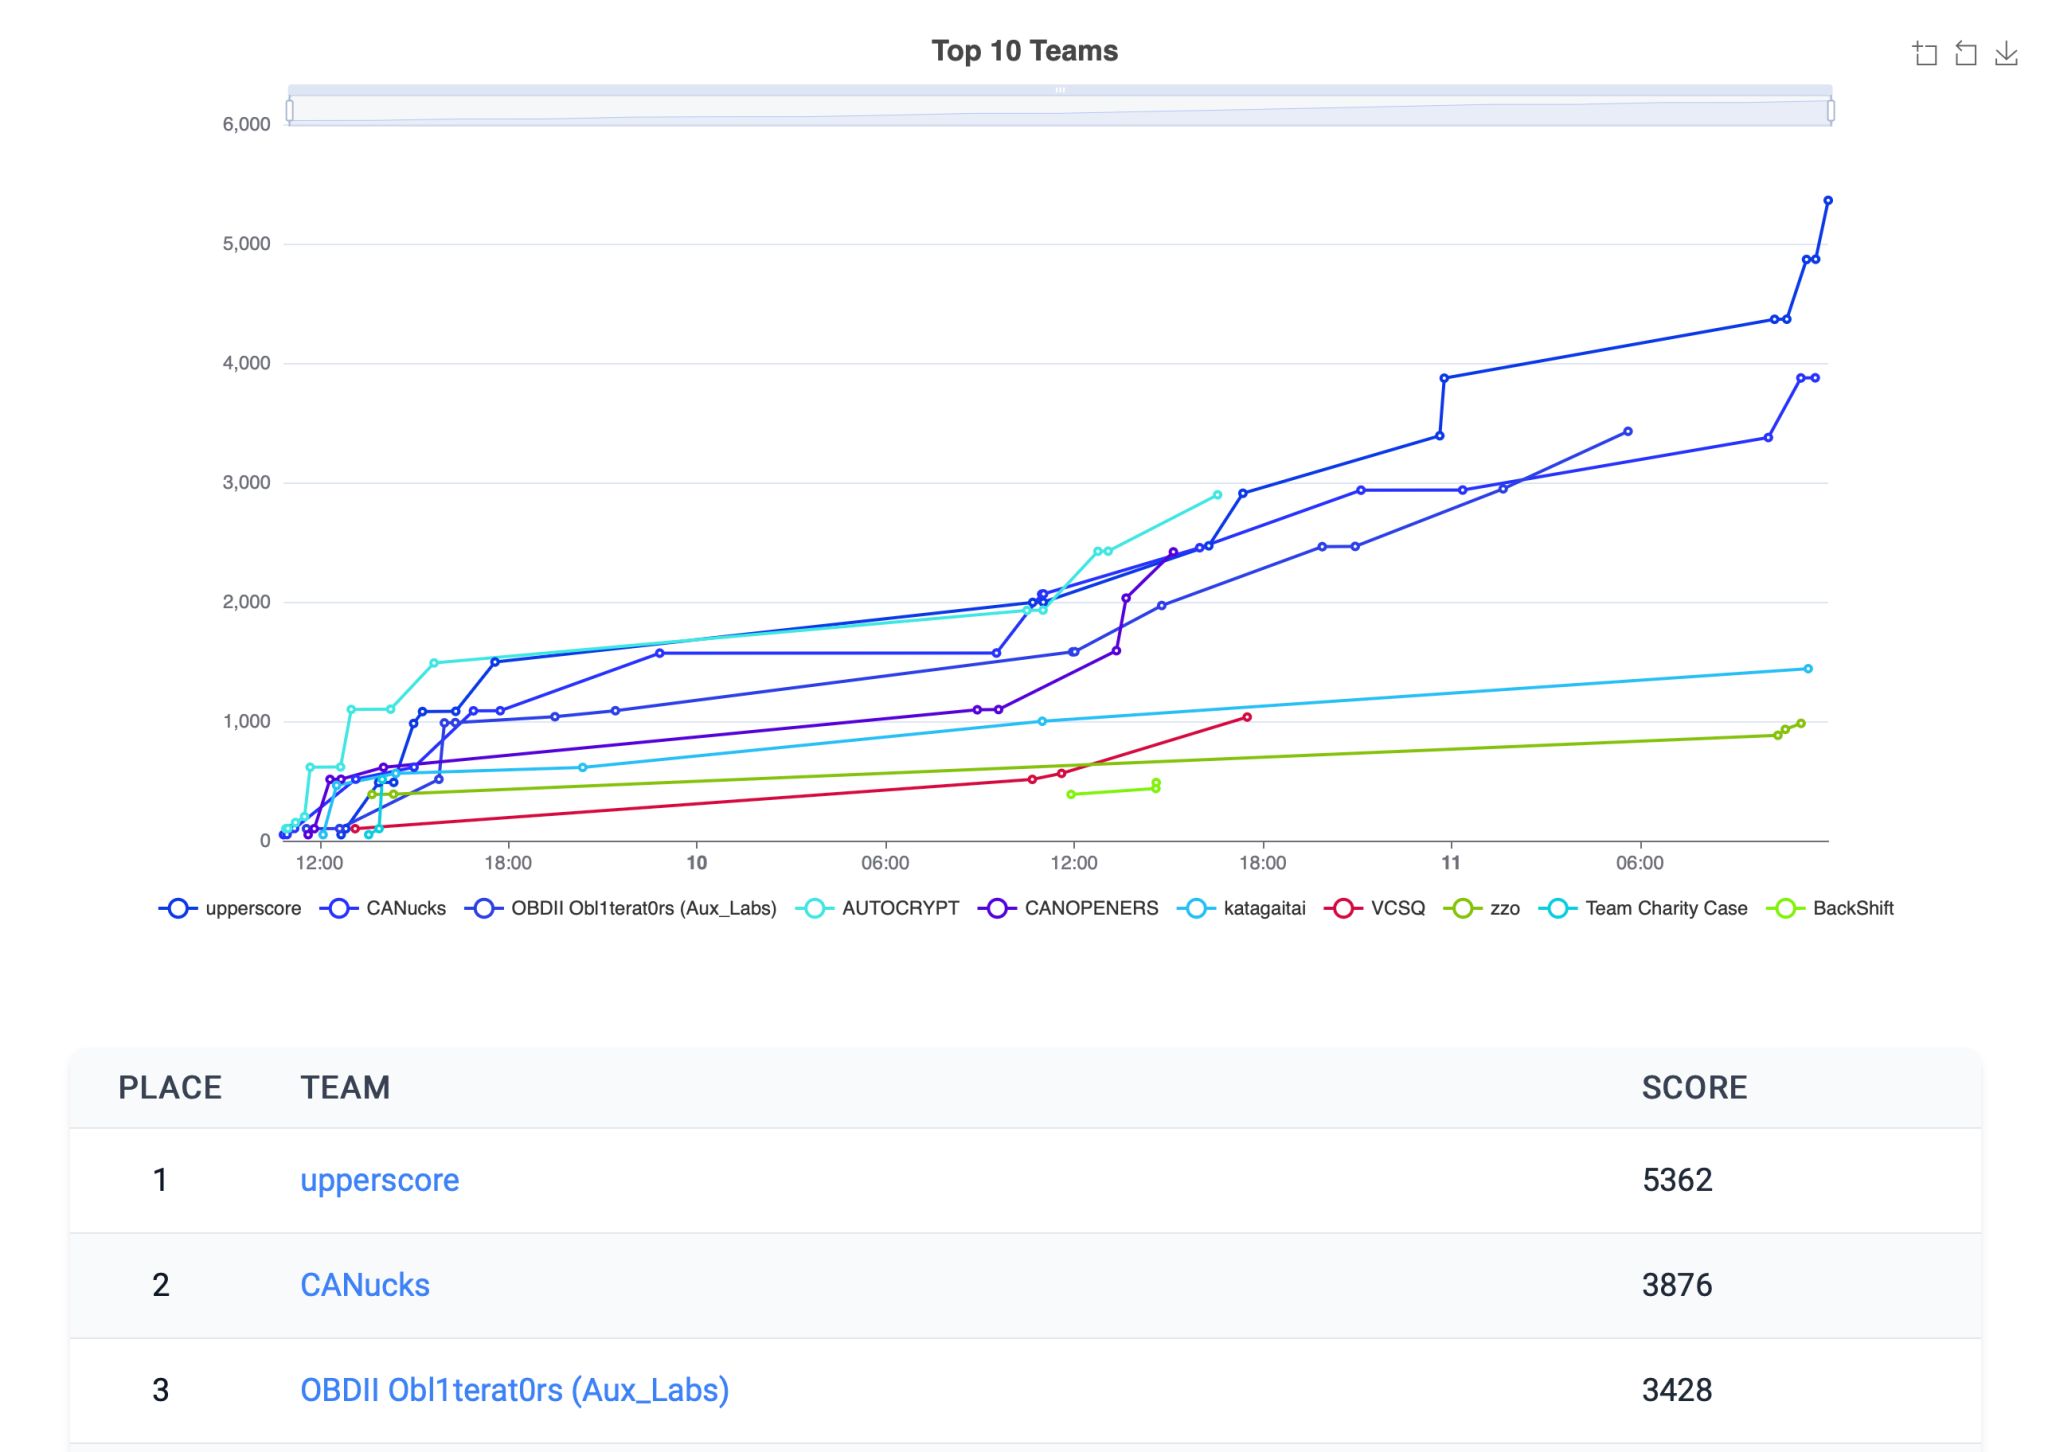 Top 10 Teams
6,000
5,000
4,000
3,000
2,000
1,000
0
12:00 18:00 10 06:00 12:00 18:00 11 06:00
upperscore CANucks OBDII Obl1terat0rs (Aux_Labs) AUTOCRYPT CANOPENERS katagaitai VCSQ zzo Team Charity Case BackShift
PLACE TEAM SCORE
1 upperscore 5362
2 CANucks 3876
3 OBDII Obl1terat0rs (Aux_Labs) 3428